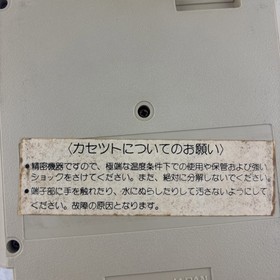 〈カセットについてのお願い〉
●精密機器ですので、極端な温度条件下での使用や保管および強い
ショックをさけてください。また、絶対に分解しないでください。
●端子部に手を触れたり、水にぬらしたりして汚さないようにして
ください。故障の原因となります。